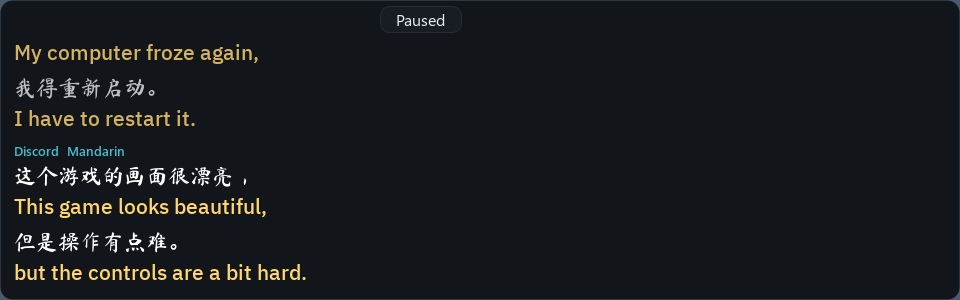 Paused
My computer froze again,
我得重新启动。
I have to restart it.
Discord Mandarin
这个游戏的画面很漂亮，
This game looks beautiful,
但是操作有点难。
but the controls are a bit hard.